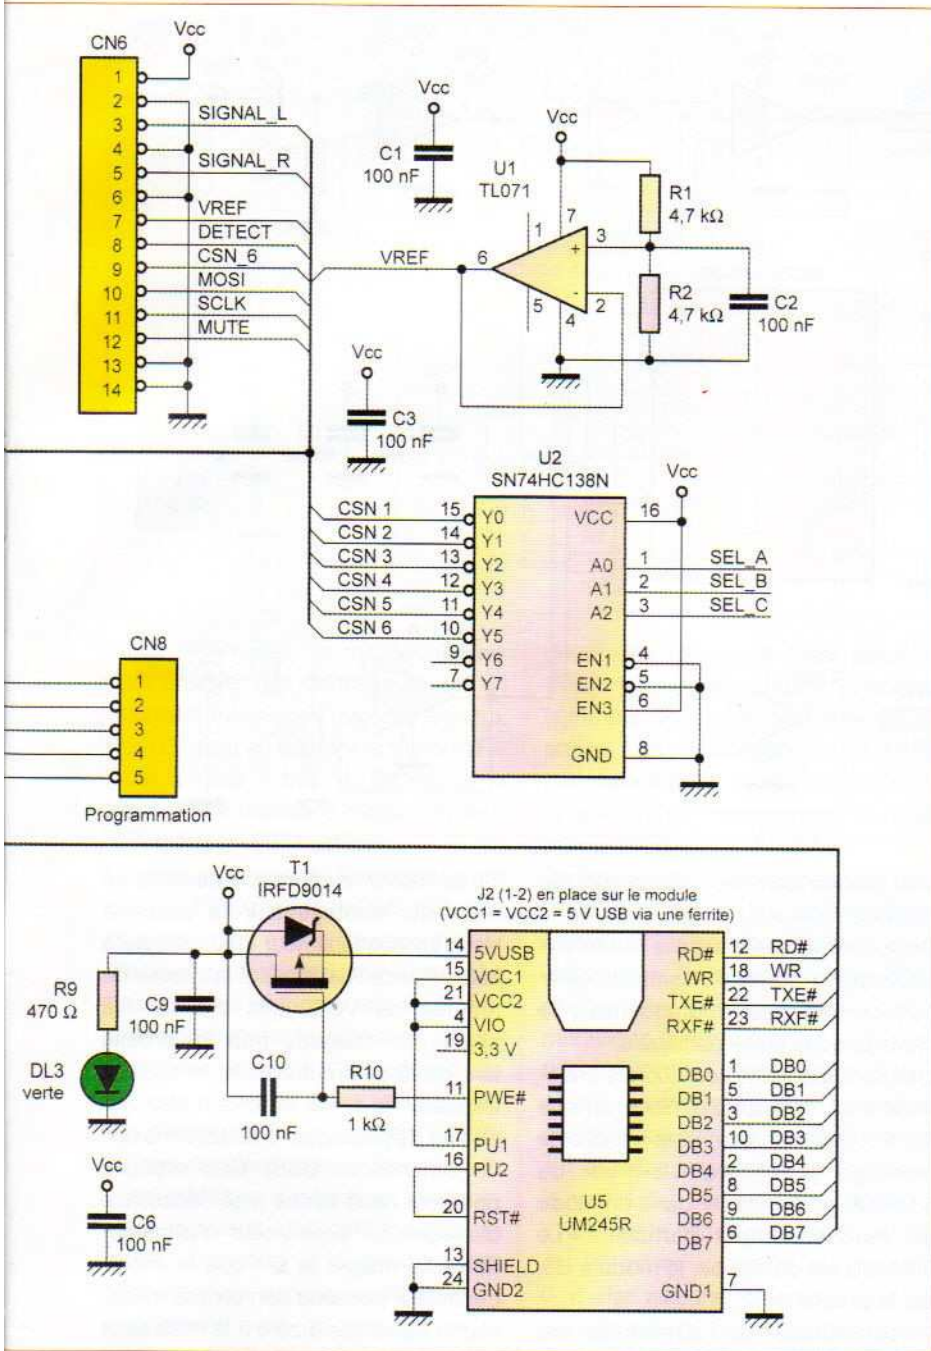 CN6
Vcc
1
2
3
4
5
6
7
8
9
10
11
12
13
14
SIGNAL_L
SIGNAL_R
VREF
DETECT
CSN_6
MOSI
SCLK
MUTE
Vcc
C1
100 nF
Vcc
U1
TL071
1
7
3
+
6
VREF
-
2
5
4
R1
4,7 kΩ
R2
4,7 kΩ
C2
100 nF
Vcc
C3
100 nF
U2
SN74HC138N
Vcc
CSN 1 15 Y0
CSN 2 14 Y1
CSN 3 13 Y2
CSN 4 12 Y3
CSN 5 11 Y4
CSN 6 10 Y5
9 Y6
7 Y7
VCC 16
A0 1 SEL_A
A1 2 SEL_B
A2 3 SEL_C
EN1 4
EN2 5
EN3 6
GND 8
CN8
1
2
3
4
5
Programmation
Vcc
T1
IRFD9014
R9
470 Ω
C9
100 nF
DL3
verte
C10
100 nF
R10
1 kΩ
Vcc
C6
100 nF
J2 (1-2) en place sur le module
(VCC1 = VCC2 = 5 V USB via une ferrite)
14 5VUSB
15 VCC1
21 VCC2
4 VIO
19 3,3 V
11 PWE#
17 PU1
16 PU2
20 RST#
13 SHIELD
24 GND2
U5
UM245R
RD# 12 RD#
WR 18 WR
TXE# 22 TXE#
RXF# 23 RXF#
DB0 1 DB0
DB1 5 DB1
DB2 3 DB2
DB3 10 DB3
DB4 2 DB4
DB5 8 DB5
DB6 9 DB6
DB7 6 DB7
GND1 7